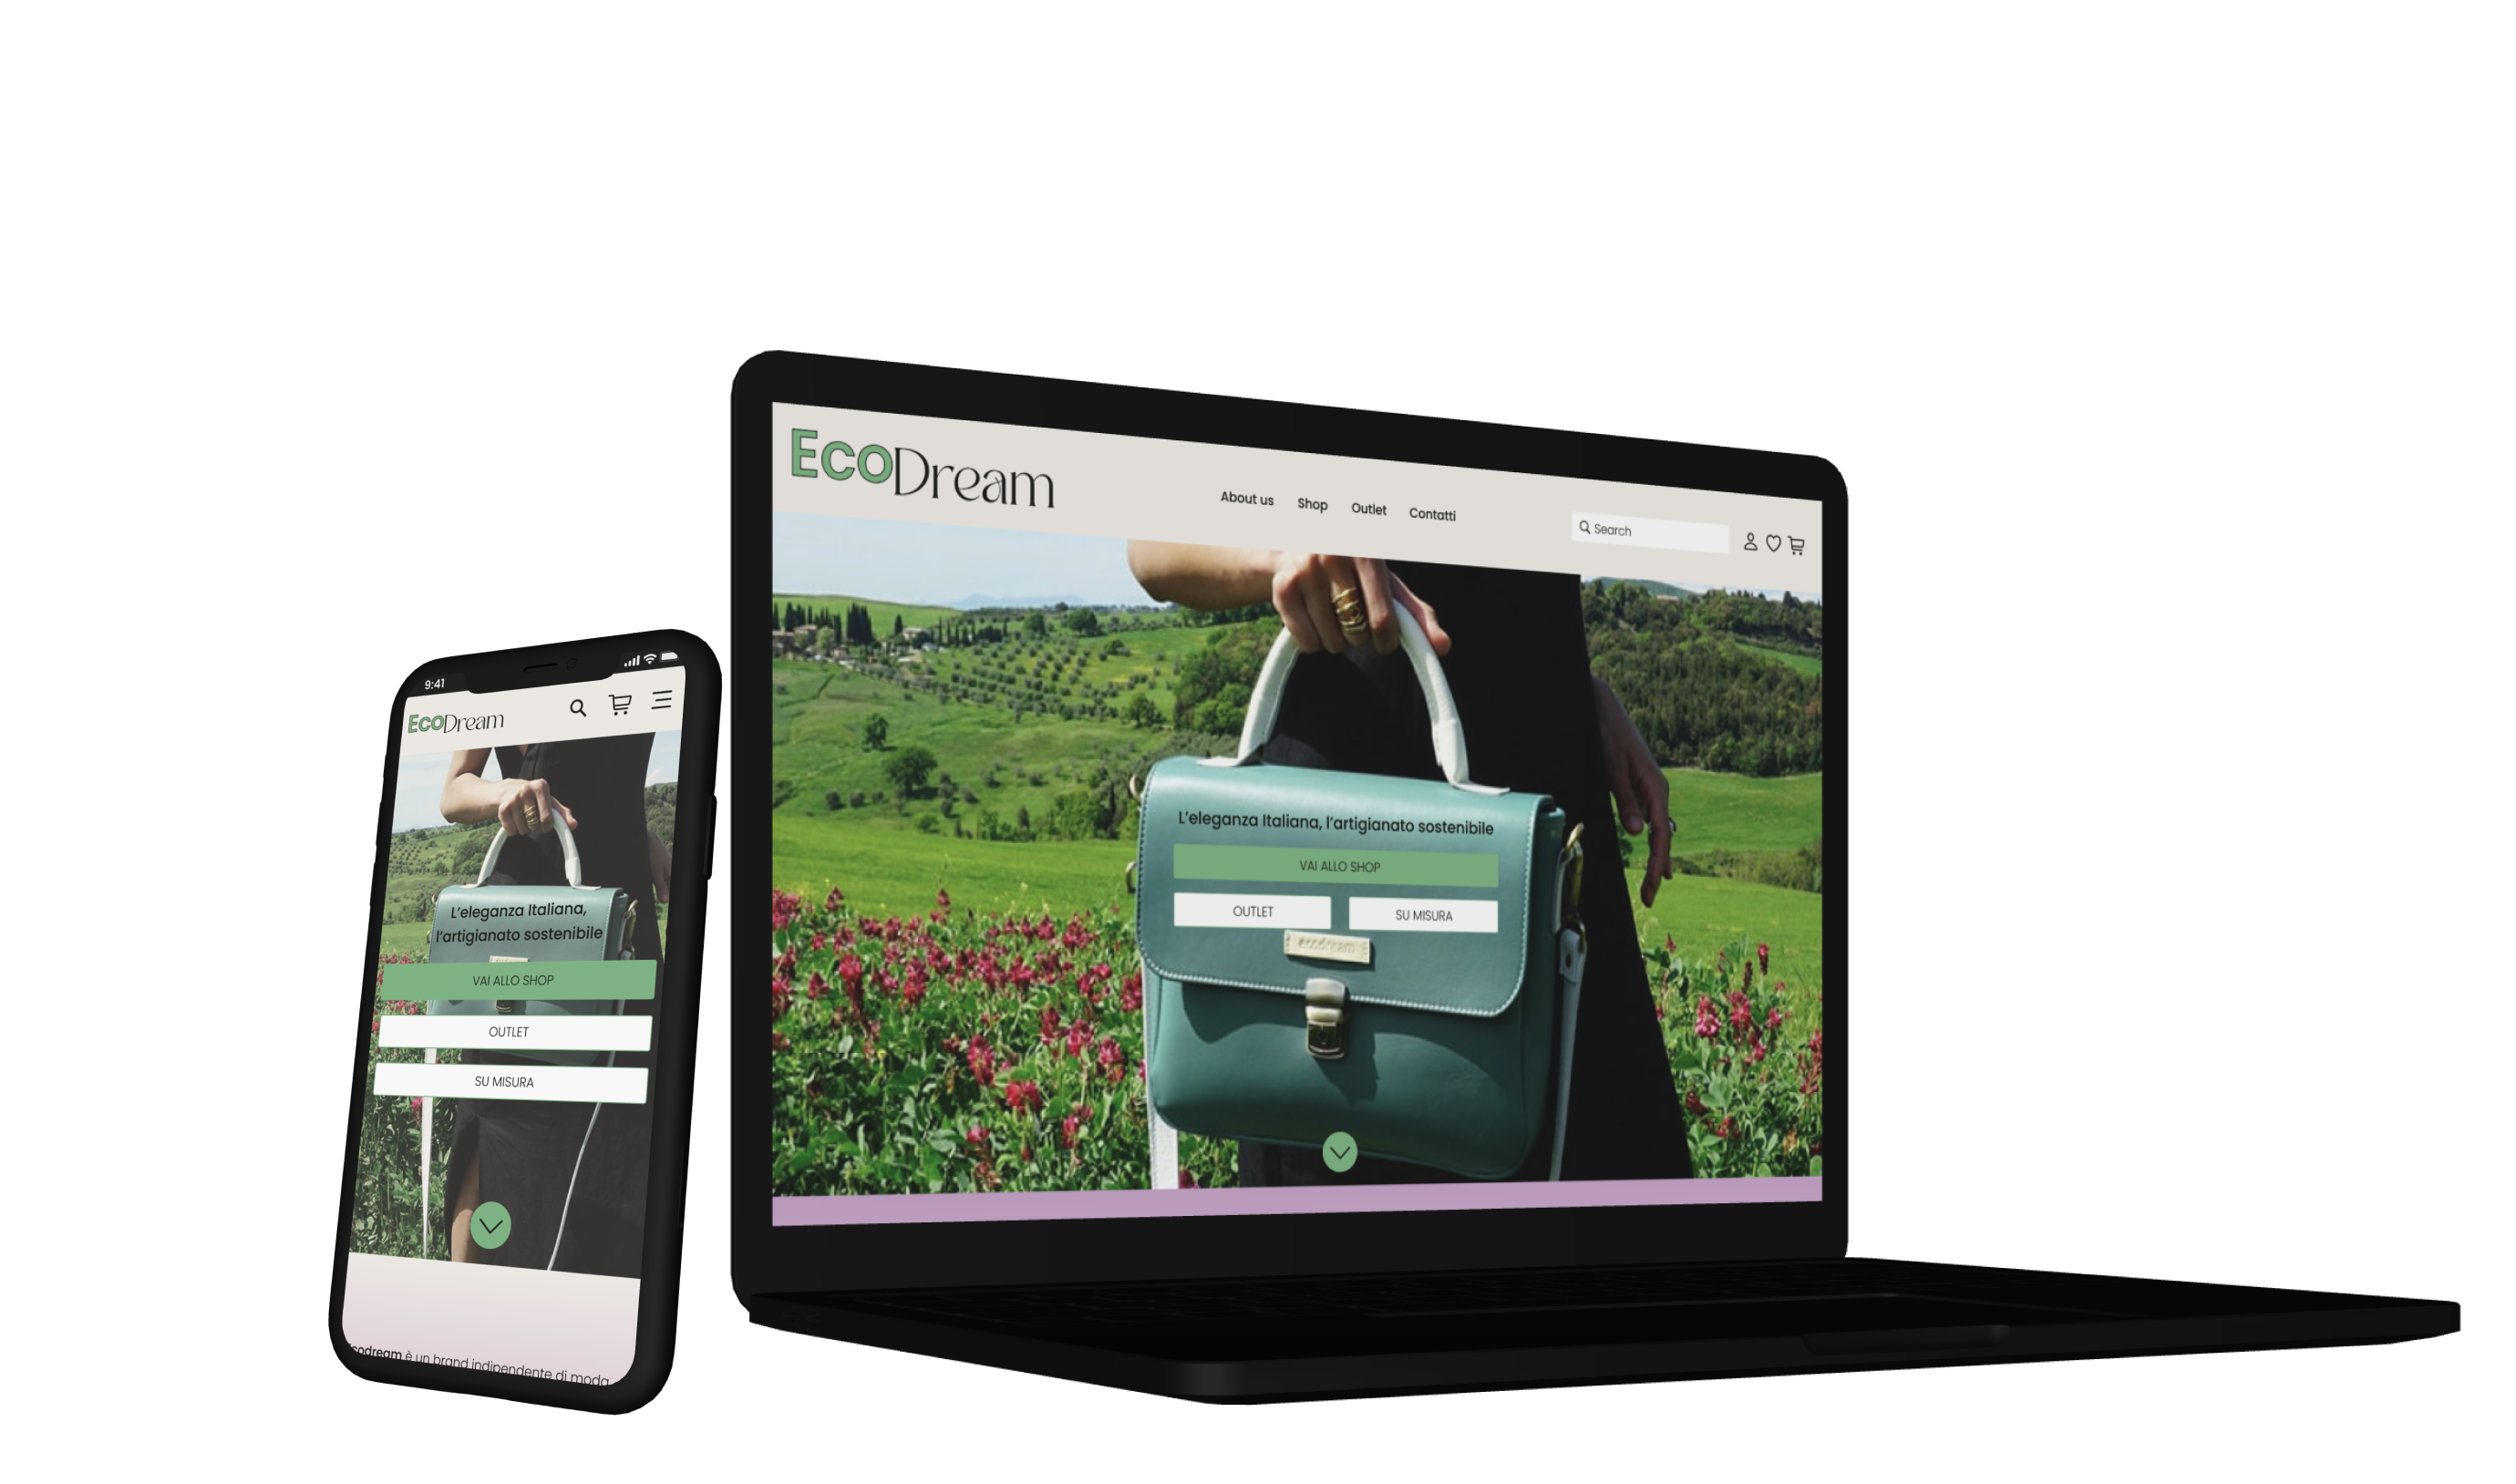 9:41
EcoDream
L'eleganza Italiana,
l'artigianato sostenibile
VAI ALLO SHOP
OUTLET
SU MISURA
è un brand indipendente di moda
EcoDream
About us Shop Outlet Contatti
Search
L'eleganza Italiana, l'artigianato sostenibile
VAI ALLO SHOP
OUTLET SU MISURA
ecodream